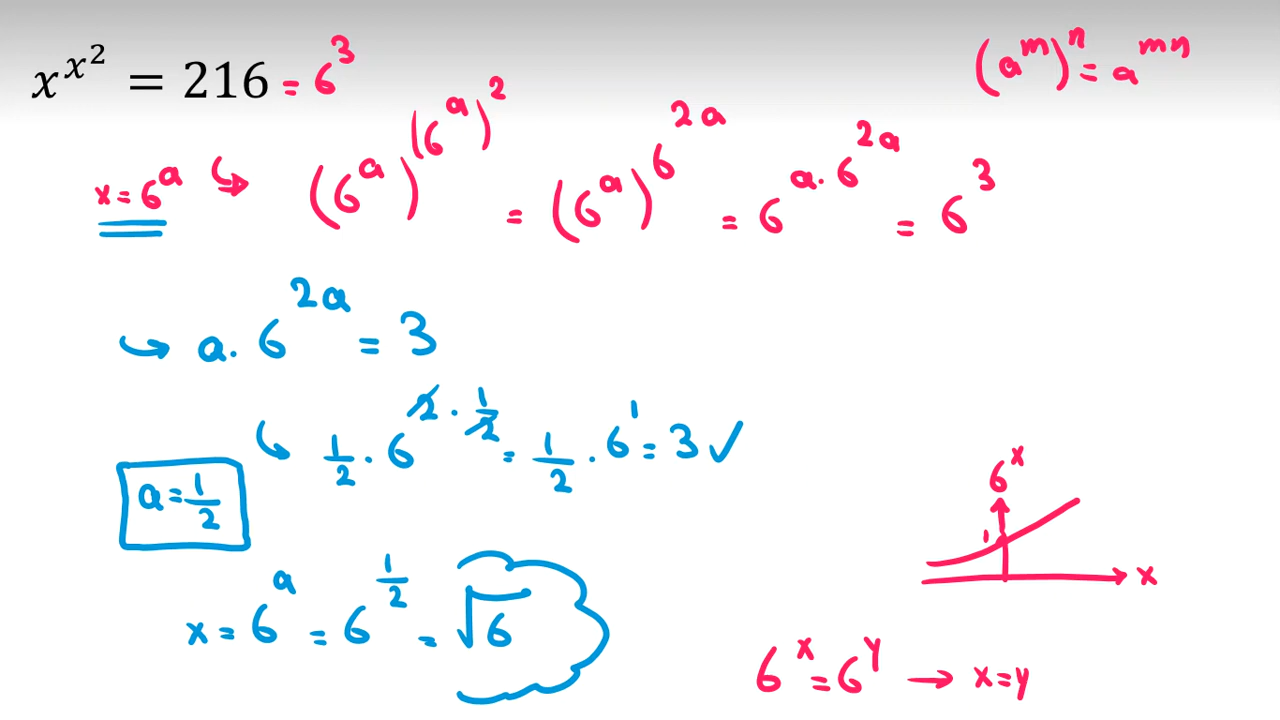 x^{x^2} = 216 = 6^3
(a^m)^n = a^{mn}
x = 6^a ↪ (6^a)^{(6^a)^2} = (6^a)^{6^{2a}} = 6^{a · 6^{2a}} = 6^3
↪ a · 6^{2a} = 3
↪ 1/2 · 6^{2 · 1/2} = 1/2 · 6^1 = 3 ✓
a = 1/2
x = 6^a = 6^{1/2} = √6
6^x
1
x
6^x = 6^y → x = y